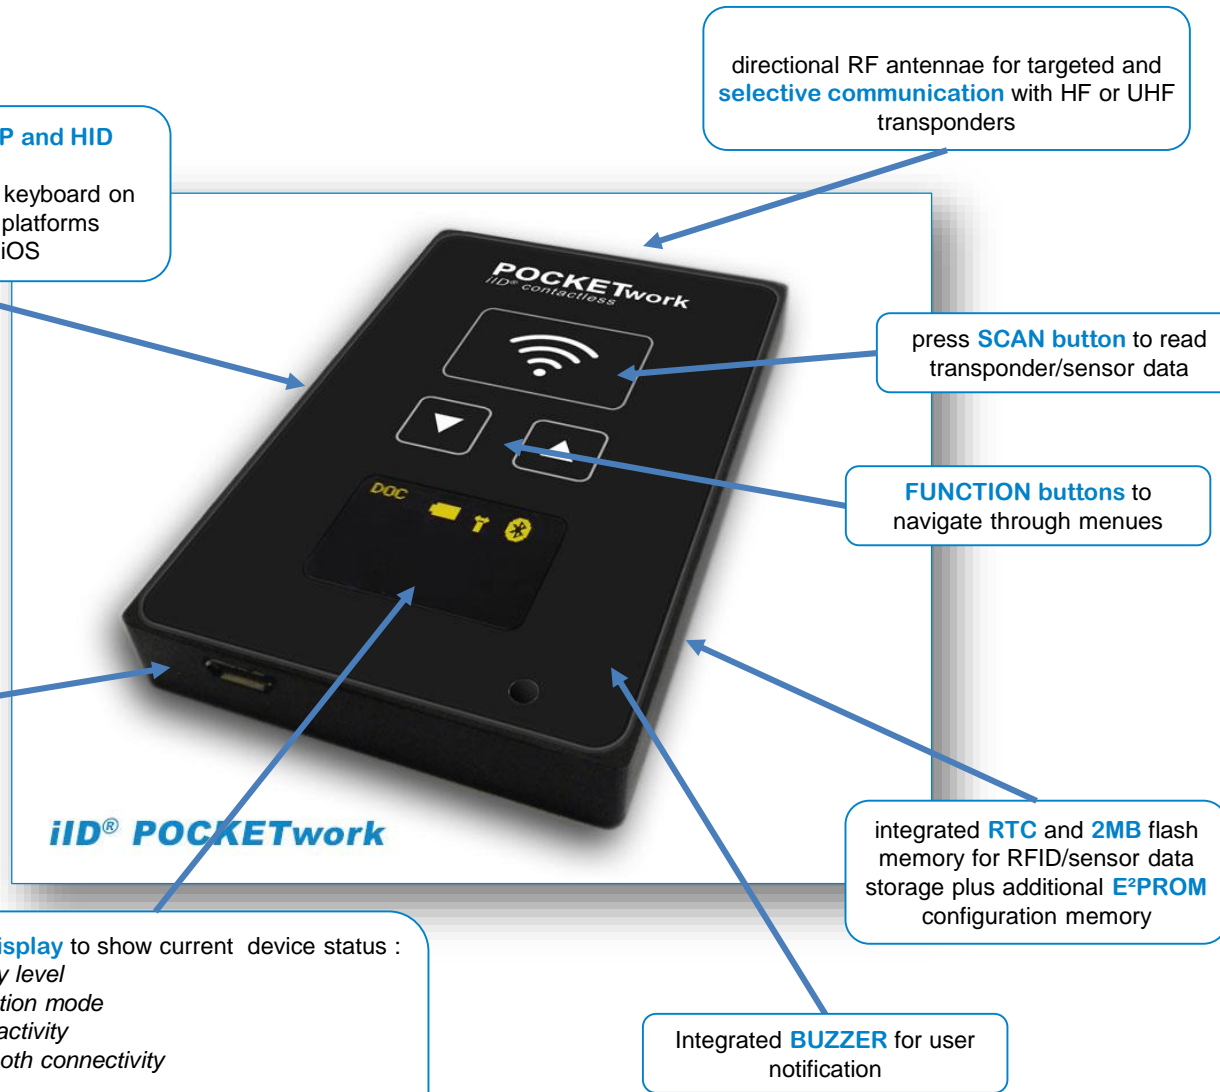 directional RF antennae for targeted and
selective communication with HF or UHF
transponders
P and HID
keyboard on
platforms
iOS
POCKETwork
iID® contactless
press SCAN button to read
transponder/sensor data
FUNCTION buttons to
navigate through menues
DOC
iID® POCKETwork
integrated RTC and 2MB flash
memory for RFID/sensor data
storage plus additional E²PROM
configuration memory
isplay to show current device status :
y level
tion mode
activity
oth connectivity
Integrated BUZZER for user
notification